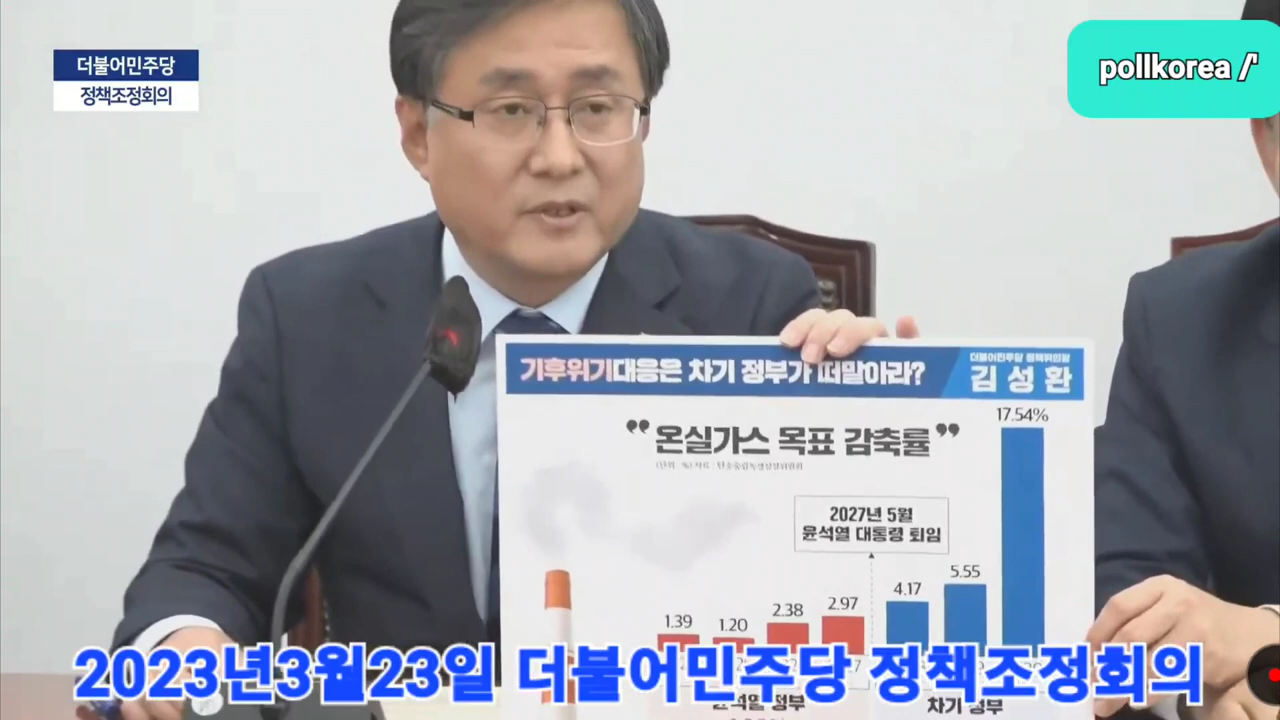 더불어민주당
정책조정회의
pollkorea /'
기후위기대응은 차기 정부가 떠말아라?
더불어민주당 정책위의장
김성환
17.54%
“온실가스 목표 감축률”
2027년 5월
윤석열 대통령 퇴임
1.39
1.20
2.38
2.97
4.17
5.55
2023년3월23일 더불어민주당 정책조정회의
윤석열 정부
차기 정부